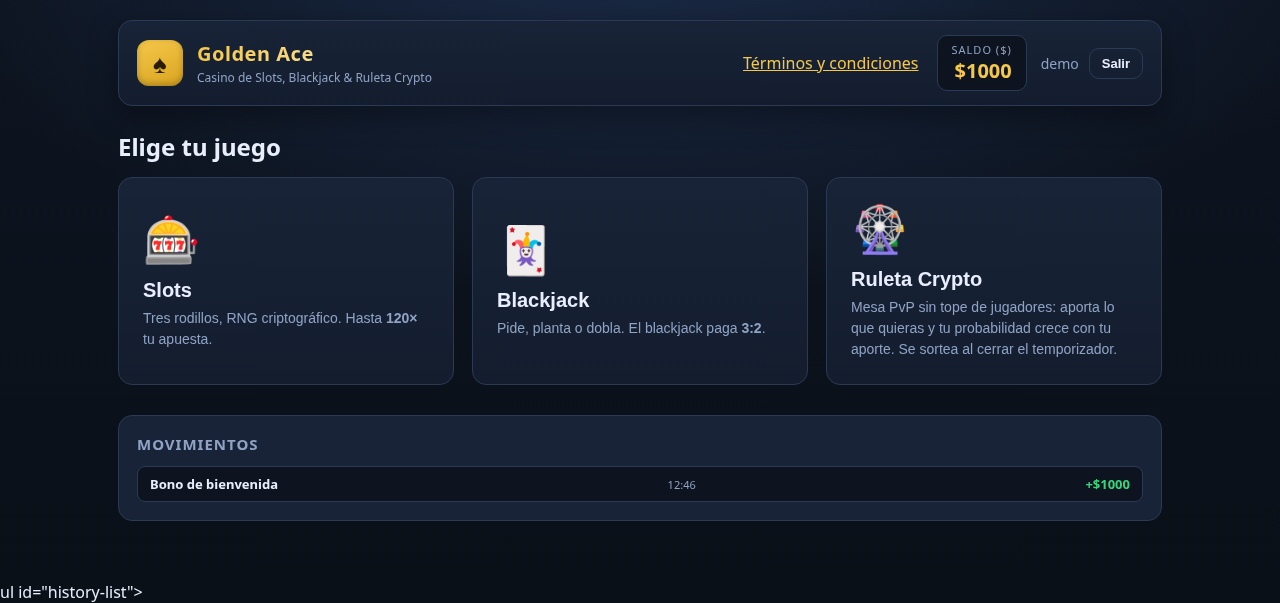 ♠
Golden Ace
Casino de Slots, Blackjack & Ruleta Crypto
Términos y condiciones
SALDO ($)
$1000
demo
Salir
Elige tu juego
777
Slots
Tres rodillos, RNG criptográfico. Hasta 120×
tu apuesta.
Blackjack
Pide, planta o dobla. El blackjack paga 3:2.
Ruleta Crypto
Mesa PvP sin tope de jugadores: aporta lo
que quieras y tu probabilidad crece con tu
aporte. Se sortea al cerrar el temporizador.
MOVIMIENTOS
Bono de bienvenida
12:46
+$1000
ul id="history-list">